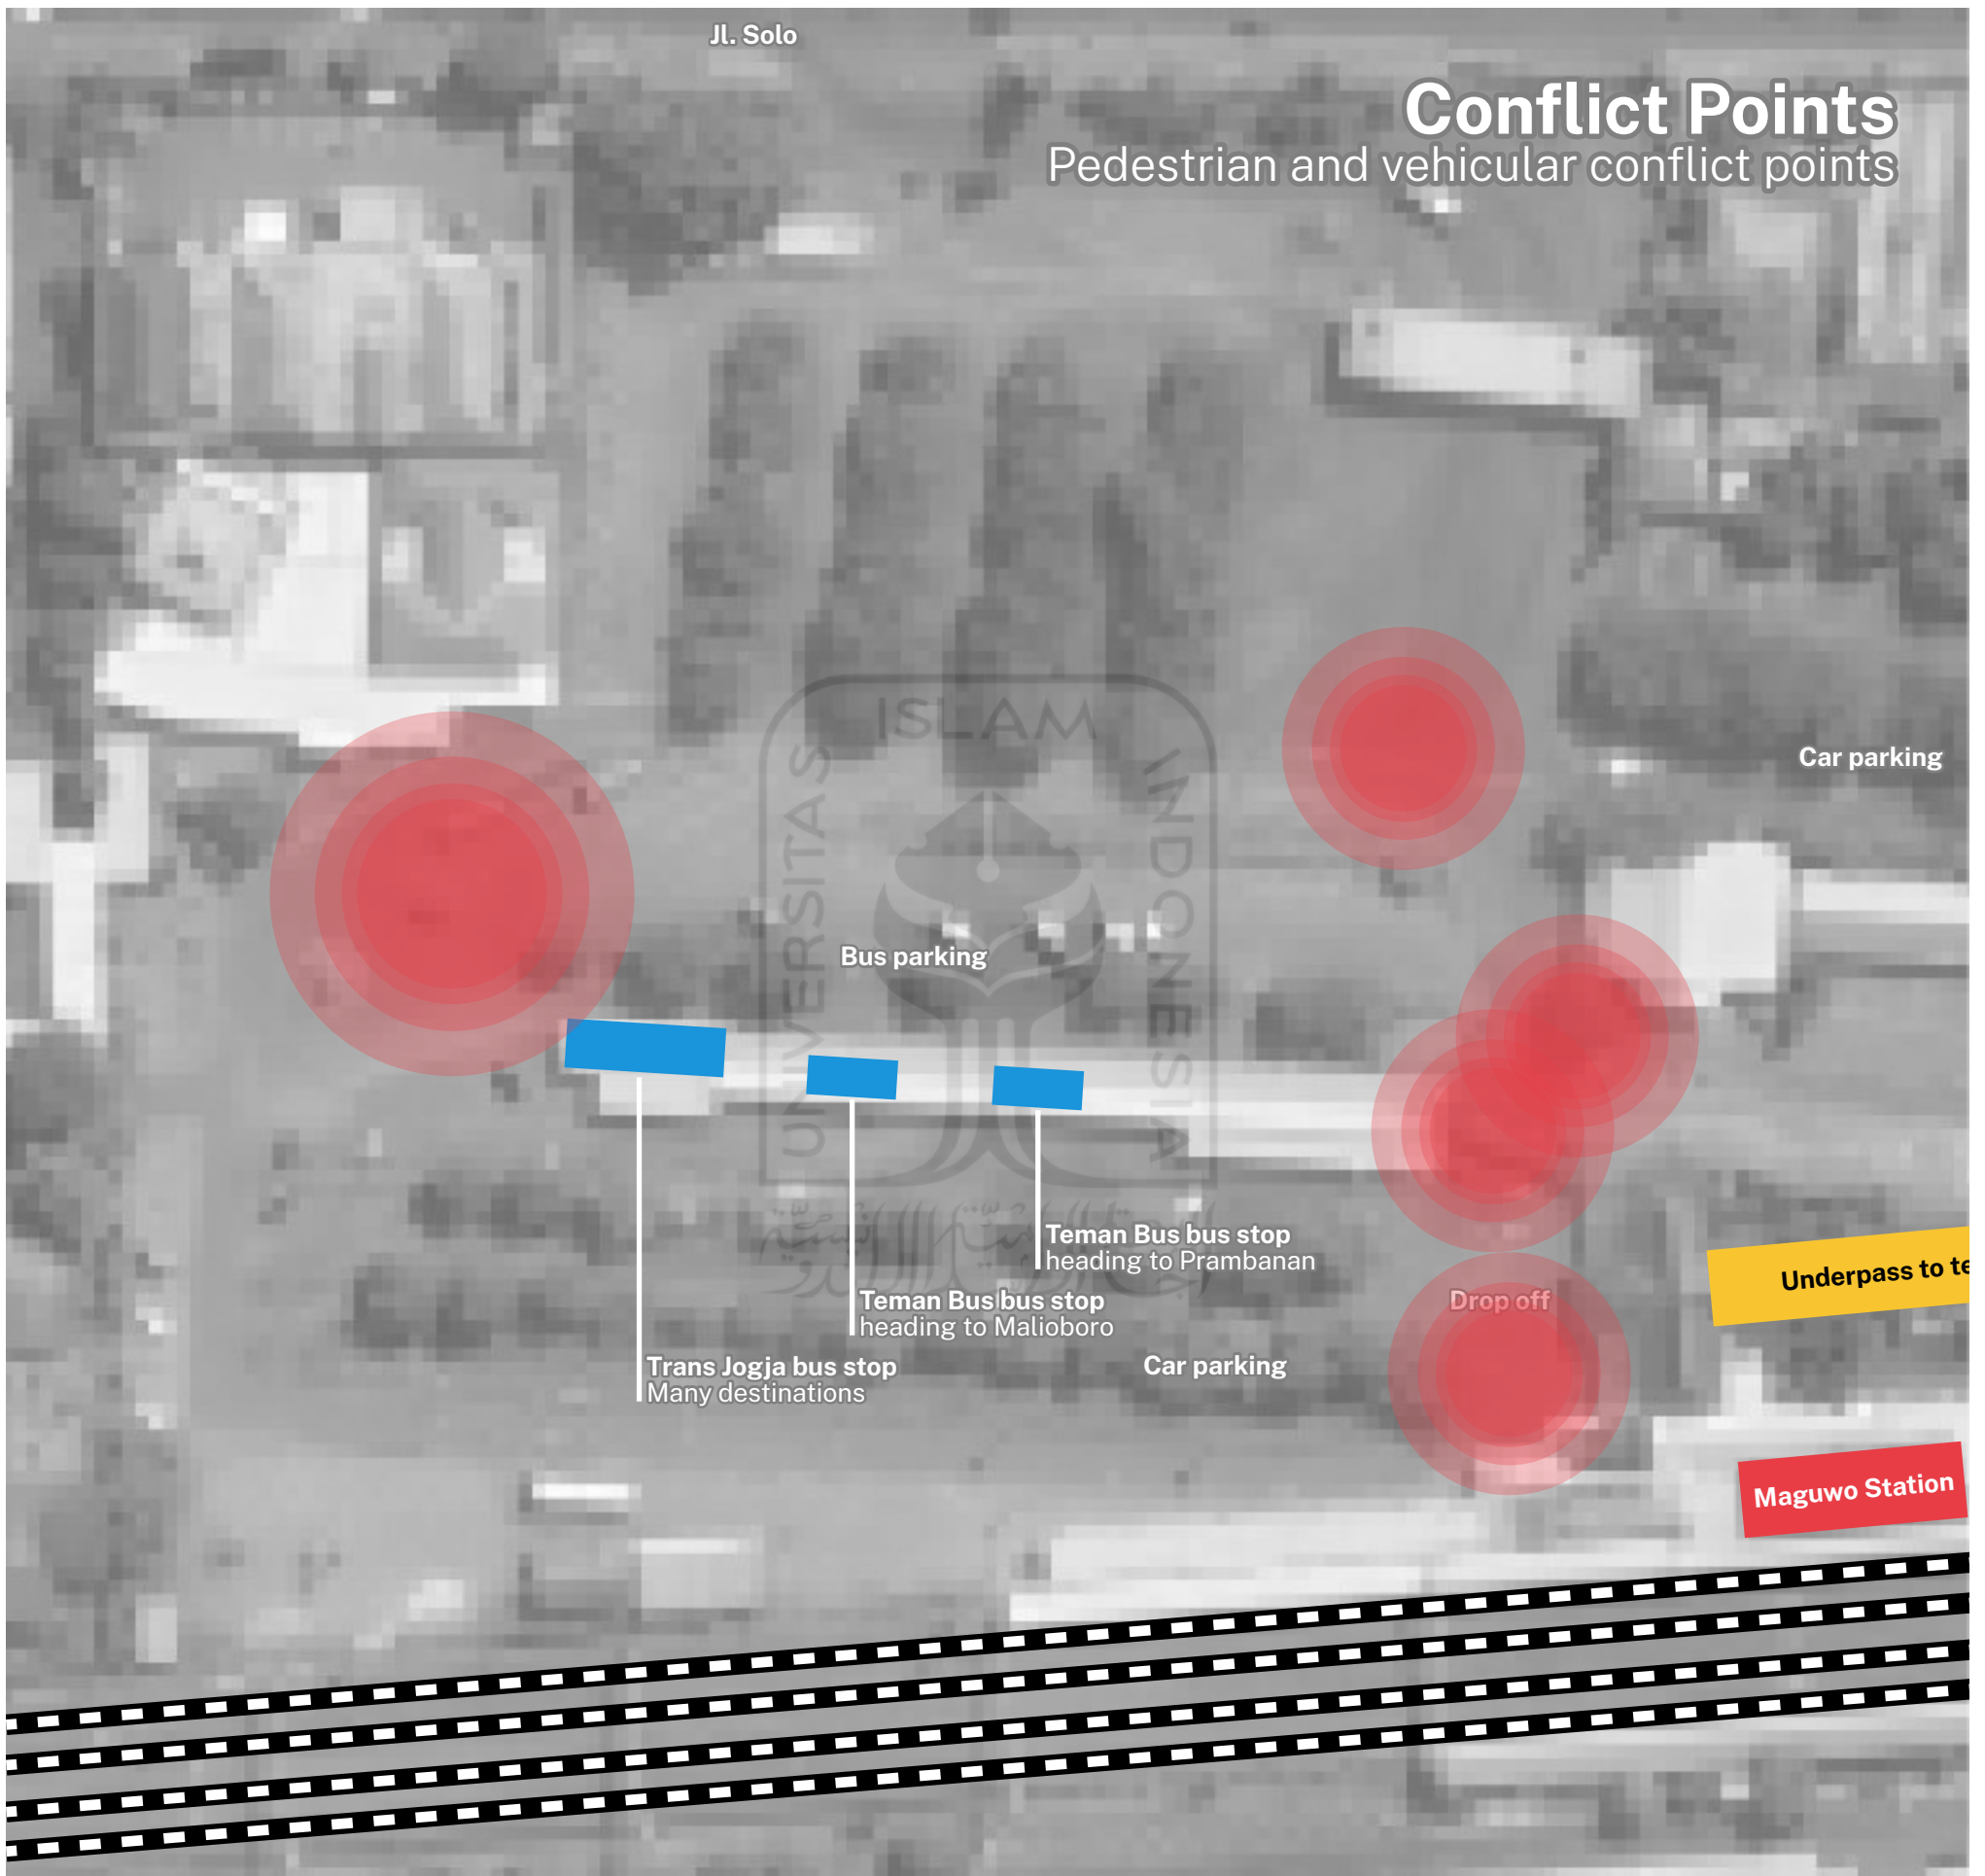 Jl. Solo
Conflict Points
Pedestrian and vehicular conflict points
Car parking
ISLAM
UNIVERSITAS
INDONESIA
Bus parking
Teman Bus bus stop
heading to Prambanan
Underpass to te
Teman Bus bus stop
heading to Malioboro
Drop off
Trans Jogja bus stop
Many destinations
Car parking
Maguwo Station